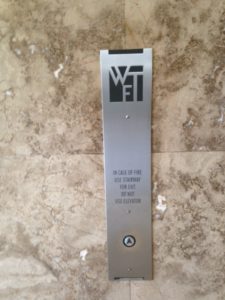 WFT
IN CASE OF FIRE
USE STAIRWAY
FOR EXIT
DO NOT
USE ELEVATOR